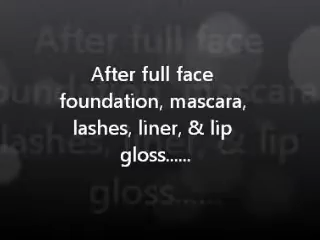 After full face
foundation, mascara,
lashes, liner, & lip
gloss......